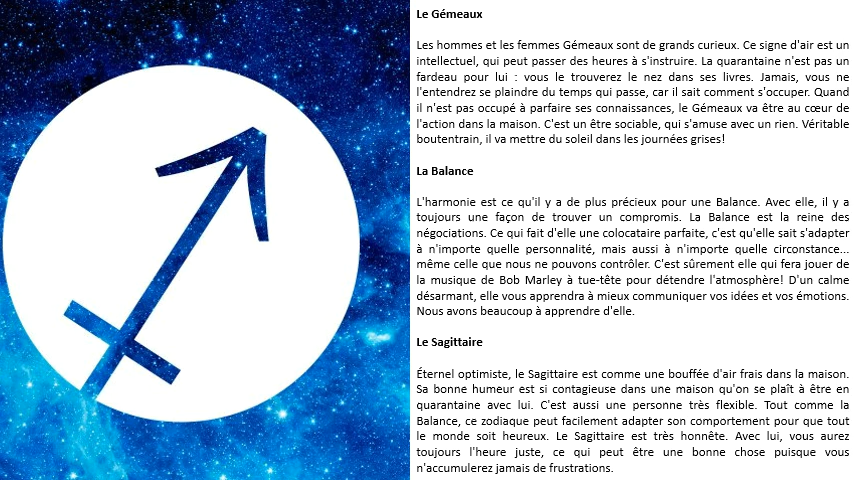 Le Gémeaux
Les hommes et les femmes Gémeaux sont de grands curieux. Ce signe d'air est un
intellectuel, qui peut passer des heures à s'instruire. La quarantaine n'est pas un
fardeau pour lui : vous le trouverez le nez dans ses livres. Jamais, vous ne
l'entendrez se plaindre du temps qui passe, car il sait comment s'occuper. Quand
il n'est pas occupé à parfaire ses connaissances, le Gémeaux va être au cœur de
l'action dans la maison. C'est un être sociable, qui s'amuse avec un rien. Véritable
boutentrain, il va mettre du soleil dans les journées grises!
La Balance
L'harmonie est ce qu'il y a de plus précieux pour une Balance. Avec elle, il y a
toujours une façon de trouver un compromis. La Balance est la reine des
négociations. Ce qui fait d'elle une colocataire parfaite, c'est qu'elle sait s'adapter
à n'importe quelle personnalité, mais aussi à n'importe quelle circonstance...
même celle que nous ne pouvons contrôler. C'est sûrement elle qui fera jouer de
la musique de Bob Marley à tue-tête pour détendre l'atmosphère! D'un calme
désarmant, elle vous apprendra à mieux communiquer vos idées et vos émotions.
Nous avons beaucoup à apprendre d'elle.
Le Sagittaire
Éternel optimiste, le Sagittaire est comme une bouffée d'air frais dans la maison.
Sa bonne humeur est si contagieuse dans une maison qu'on se plaît à être en
quarantaine avec lui. C'est aussi une personne très flexible. Tout comme la
Balance, ce zodiaque peut facilement adapter son comportement pour que tout
le monde soit heureux. Le Sagittaire est très honnête. Avec lui, vous aurez
toujours l'heure juste, ce qui peut être une bonne chose puisque vous
n'accumulerez jamais de frustrations.